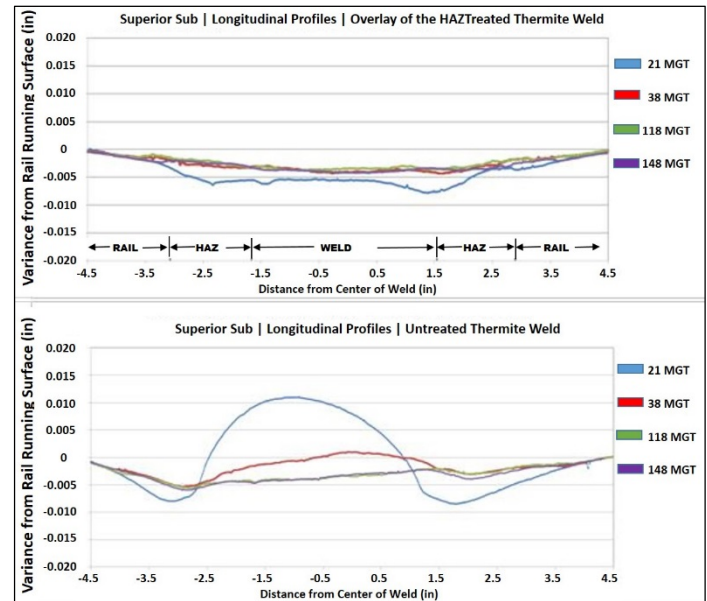 Superior Sub | Longitudinal Profiles | Overlay of the HAZTreated Thermite Weld
Variance from Rail Running Surface (in)
0.020
0.015
0.010
0.005
0
-0.005
-0.010
-0.015
-0.020
RAIL HAZ WELD HAZ RAIL
-4.5 -3.5 -2.5 -1.5 -0.5 0.5 1.5 2.5 3.5 4.5
Distance from Center of Weld (in)
21 MGT
38 MGT
118 MGT
148 MGT
Superior Sub | Longitudinal Profiles | Untreated Thermite Weld
Variance from Rail Running Surface (in)
0.020
0.015
0.010
0.005
0
-0.005
-0.010
-0.015
-0.020
-4.5 -3.5 -2.5 -1.5 -0.5 0.5 1.5 2.5 3.5 4.5
Distance from Center of Weld (in)
21 MGT
38 MGT
118 MGT
148 MGT